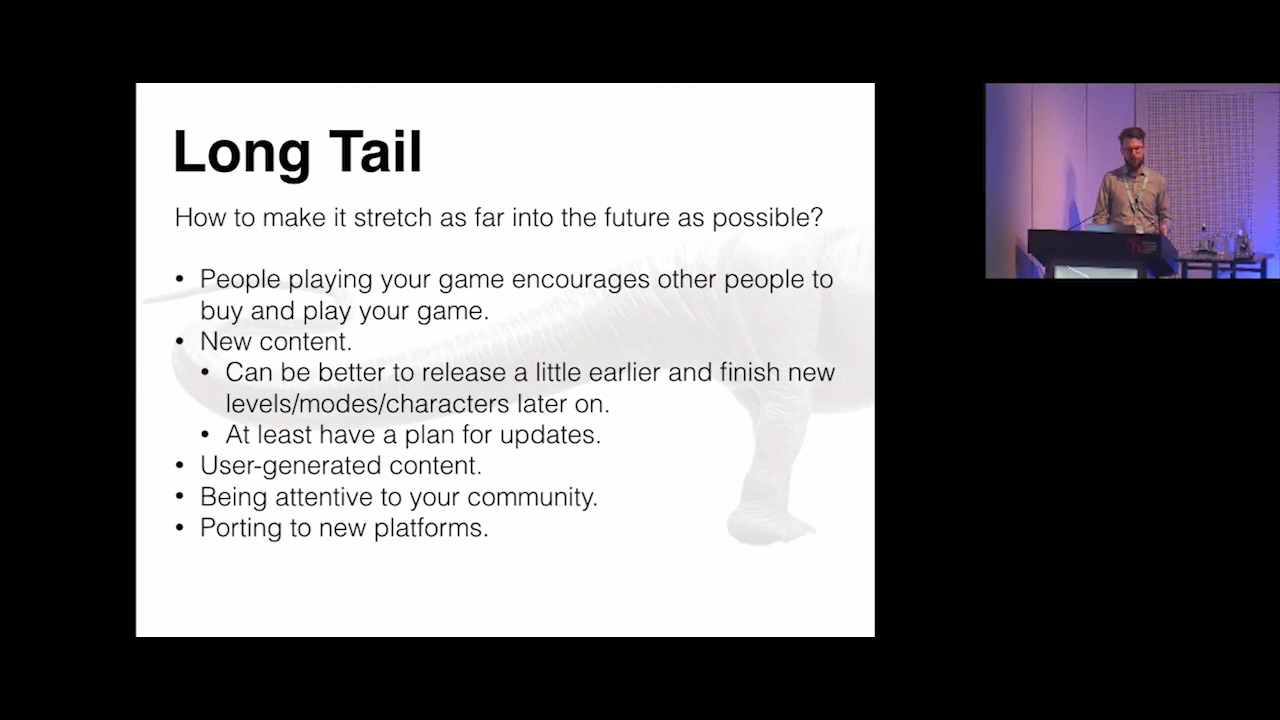 Long Tail
How to make it stretch as far into the future as possible?
• People playing your game encourages other people to
buy and play your game.
• New content.
• Can be better to release a little earlier and finish new
levels/modes/characters later on.
• At least have a plan for updates.
• User-generated content.
• Being attentive to your community.
• Porting to new platforms.